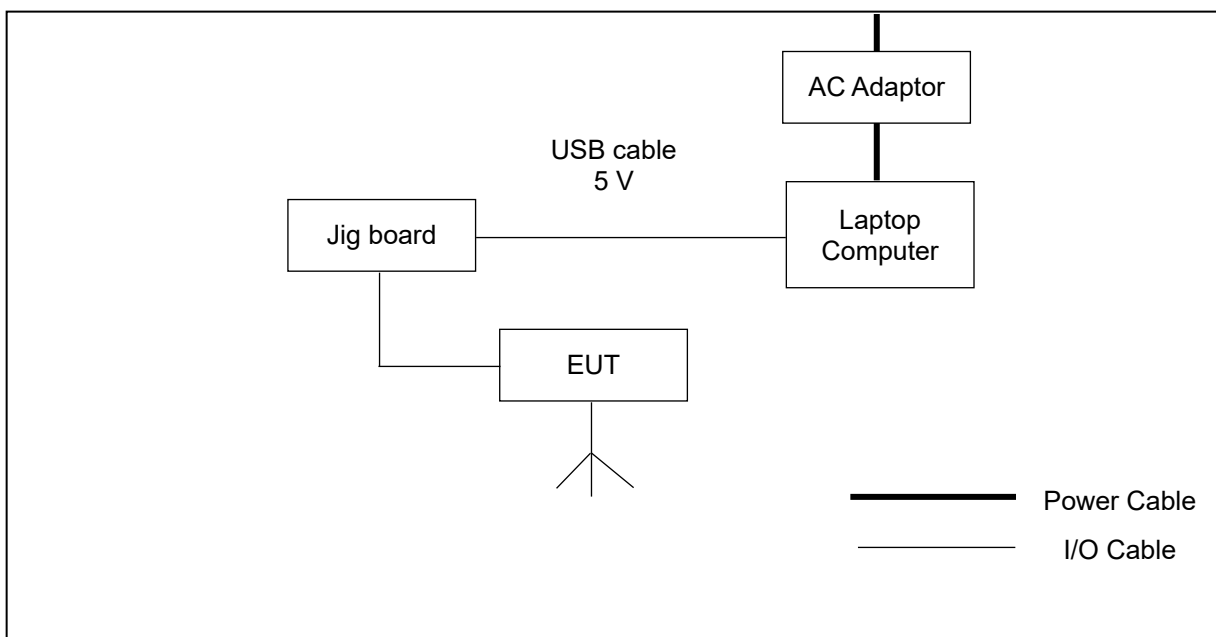 AC Adaptor
USB cable
5 V
Jig board
Laptop
Computer
EUT
Power Cable
I/O Cable